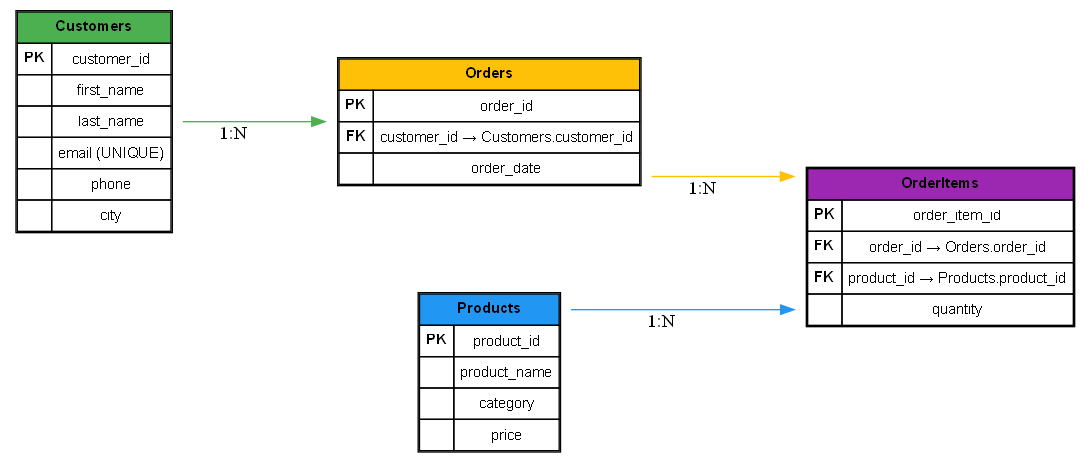 Customers
PK customer_id
first_name
last_name
email (UNIQUE)
phone
city
1:N
Orders
PK order_id
FK customer_id → Customers.customer_id
order_date
1:N
OrderItems
PK order_item_id
FK order_id → Orders.order_id
FK product_id → Products.product_id
quantity
Products
PK product_id
product_name
category
price
1:N